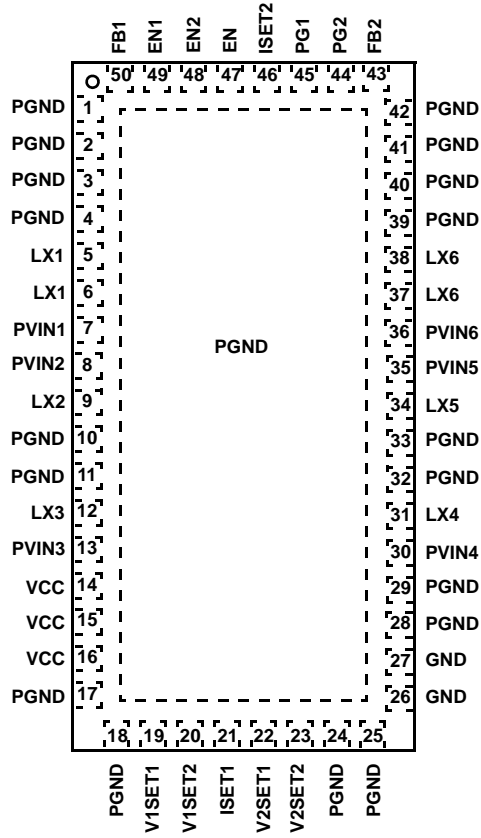 FB1 EN1 EN2 EN ISET2 PG1 PG2 FB2
50 49 48 47 46 45 44 43
PGND 1 42 PGND
PGND 2 41 PGND
PGND 3 40 PGND
PGND 4 39 PGND
LX1 5 38 LX6
LX1 6 37 LX6
PVIN1 7 36 PVIN6
PGND
PVIN2 8 35 PVIN5
LX2 9 34 LX5
PGND 10 33 PGND
PGND 11 32 PGND
LX3 12 31 LX4
PVIN3 13 30 PVIN4
VCC 14 29 PGND
VCC 15 28 PGND
VCC 16 27 GND
PGND 17 26 GND
18 19 20 21 22 23 24 25
PGND V1SET1 V1SET2 ISET1 V2SET1 V2SET2 PGND PGND